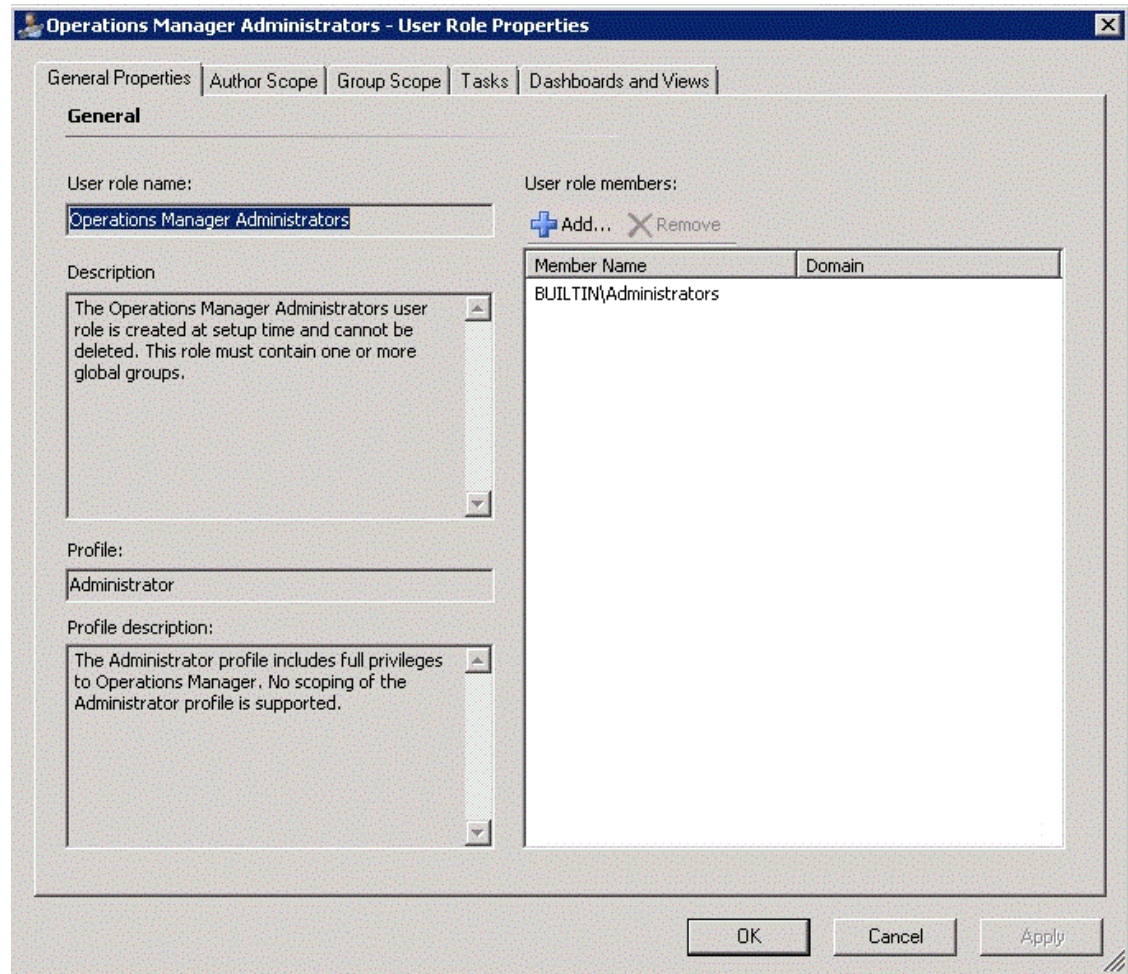 Operations Manager Administrators - User Role Properties
General Properties
Author Scope
Group Scope
Tasks
Dashboards and Views
General
User role name:
Operations Manager Administrators
Description
The Operations Manager Administrators user
role is created at setup time and cannot be
deleted. This role must contain one or more
global groups.
Profile:
Administrator
Profile description:
The Administrator profile includes full privileges
to Operations Manager. No scoping of the
Administrator profile is supported.
User role members:
Add... Remove
Member Name Domain
BUILTIN\Administrators
OK Cancel Apply